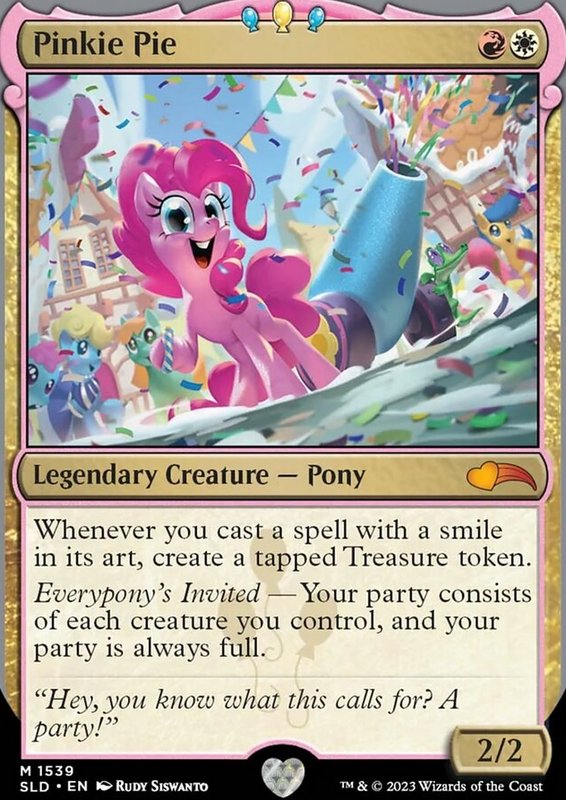 Pinkie Pie
Legendary Creature — Pony
Whenever you cast a spell with a smile
in its art, create a tapped Treasure token.
Everypony's Invited — Your party consists
of each creature you control, and your
party is always full.
“Hey, you know what this calls for? A
party!”
2/2
M 1539
SLD • EN Rudy Siswanto
™ & © 2023 Wizards of the Coast